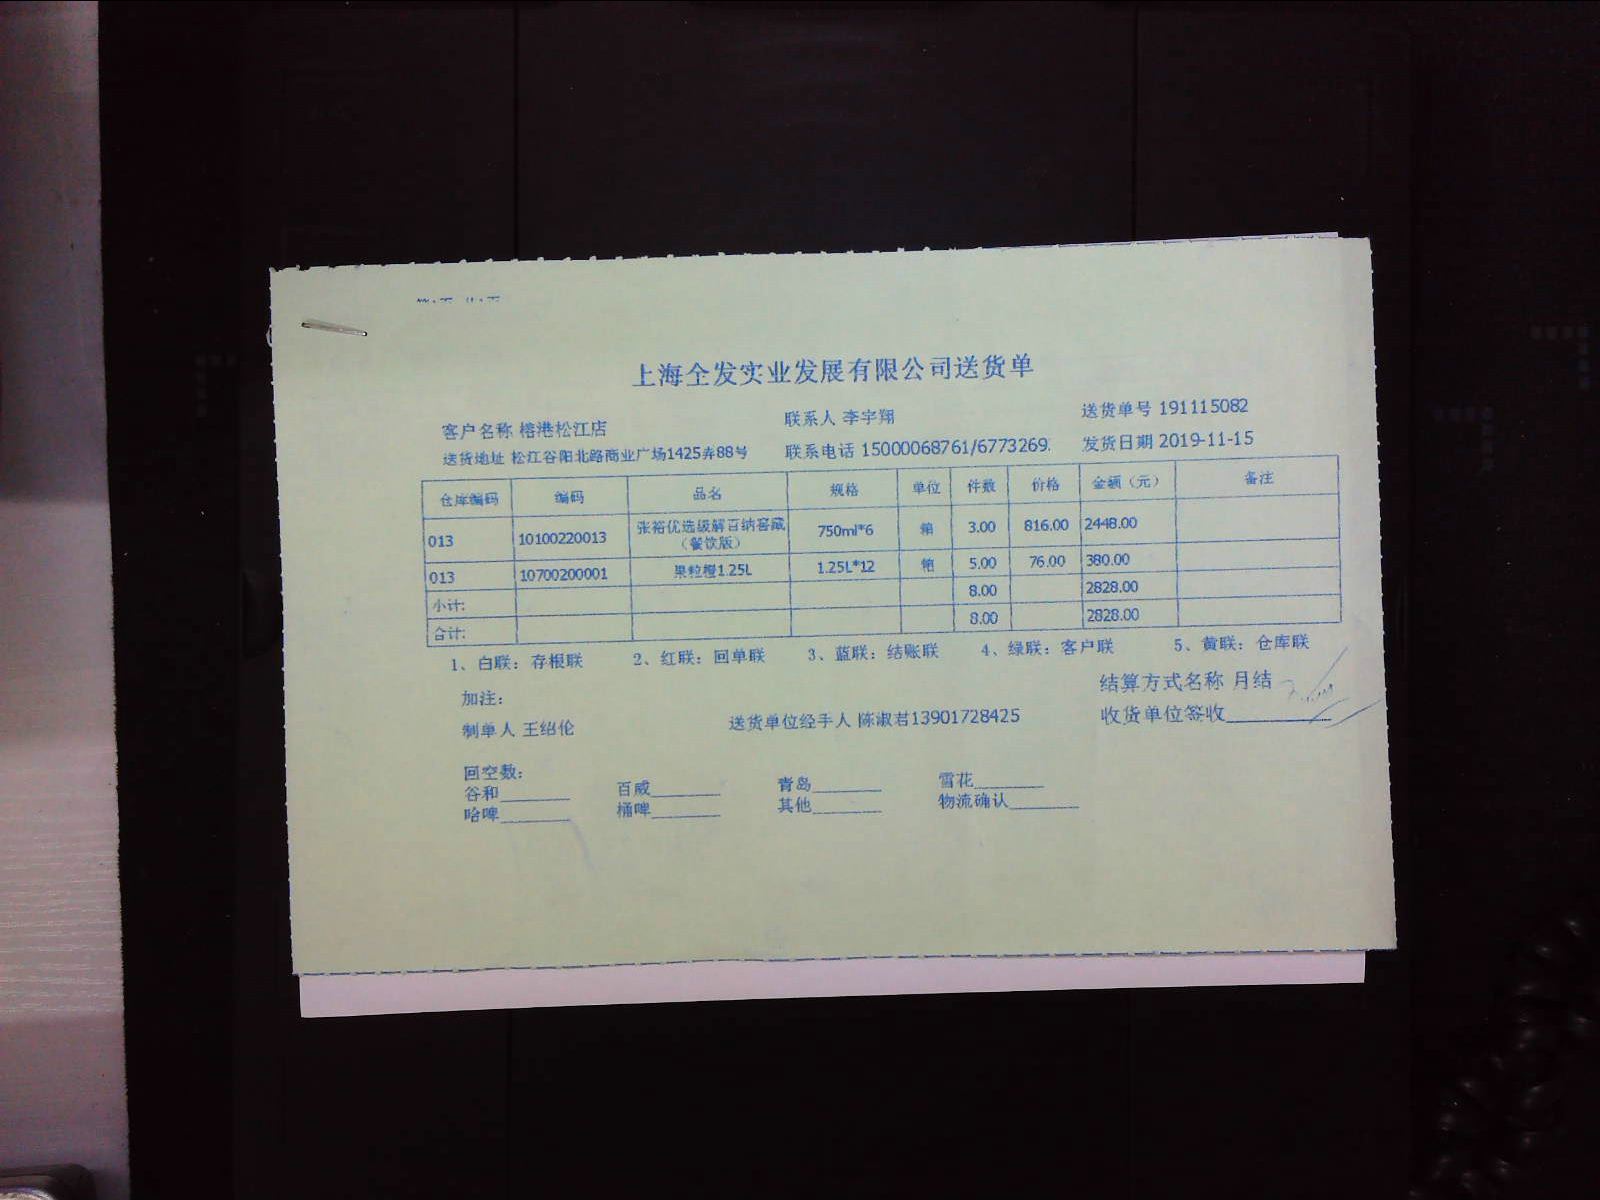 上海全发实业发展有限公司送货单
客户名称 榕港松江店 联系人 李宇翔 送货单号 191115082
送货地址 松江谷阳北路商业广场1425弄88号 联系电话 15000068761/6773269 发货日期 2019-11-15
仓库编码 编码 品名 规格 单位 件数 价格 金额（元） 备注
013 10100220013 张裕优选级解百纳窖藏（餐饮版） 750ml*6 箱 3.00 816.00 2448.00
013 10700200001 果粒橙1.25L 1.25L*12 箱 5.00 76.00 380.00
小计: 8.00 2828.00
合计: 8.00 2828.00
1、白联：存根联 2、红联：回单联 3、蓝联：结账联 4、绿联：客户联 5、黄联：仓库联
加注： 结算方式名称 月结
制单人 王绍伦 送货单位经手人 陈淑君13901728425 收货单位签收
回空数：
谷和 百威 青岛 雪花
哈啤 桶啤 其他 物流确认